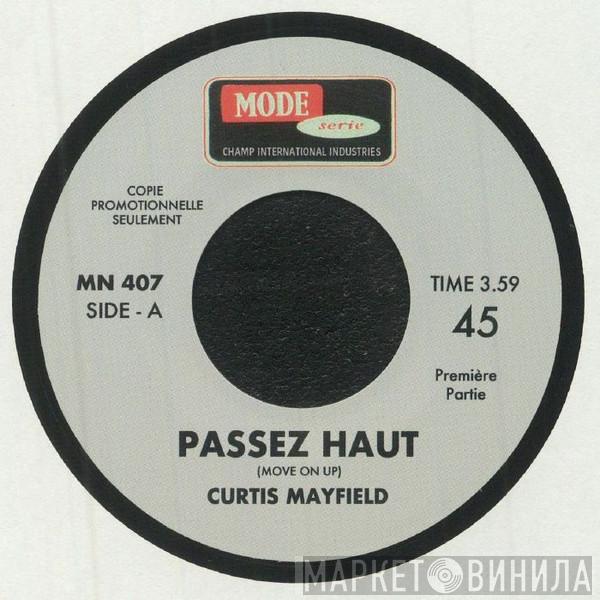 MODE
serie
CHAMP INTERNATIONAL INDUSTRIES
COPIE
PROMOTIONNELLE
SEULEMENT
MN 407
SIDE - A
TIME 3.59
45
Première
Partie
PASSEZ HAUT
(MOVE ON UP)
CURTIS MAYFIELD
МАРКЕТ ВИНИЛА